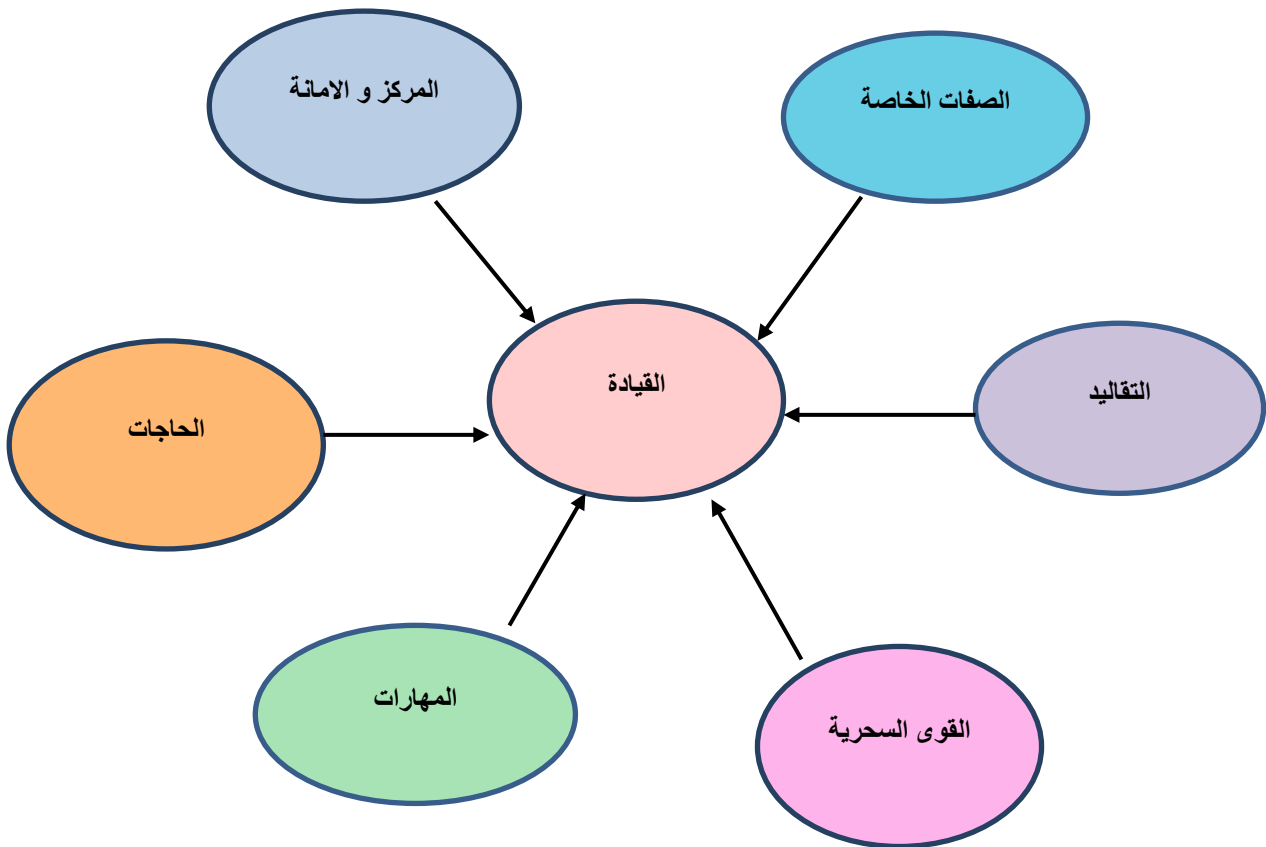 المركز و الامانة
الصفات الخاصة
القيادة
التقاليد
الحاجات
المهارات
القوى السحرية